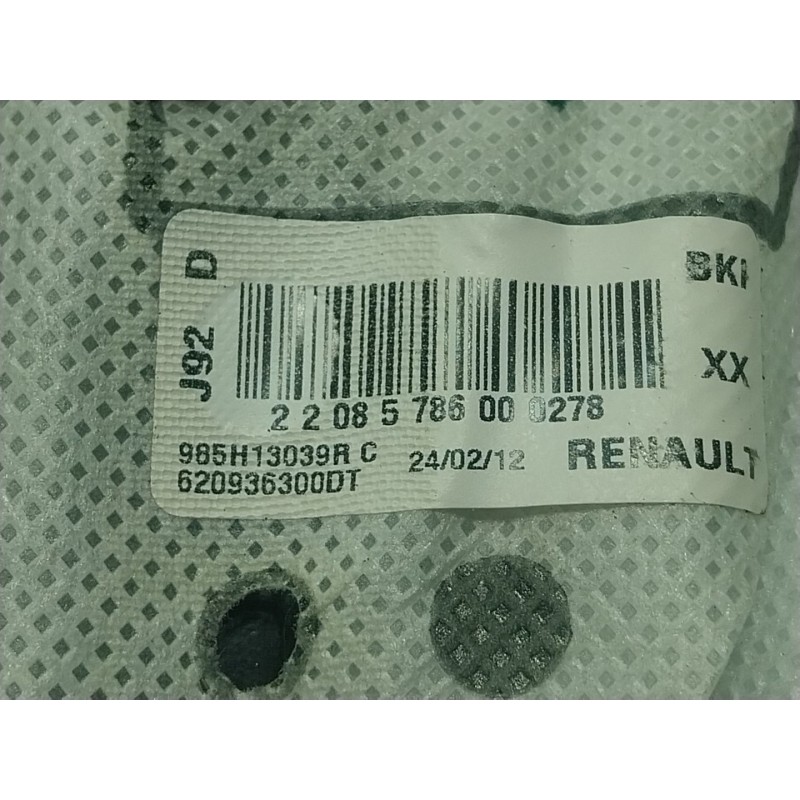 J92 D
BKI
XX
2 2 08 5 786 00 0278
985H13039R C 24/02/12 RENAULT
620936300DT